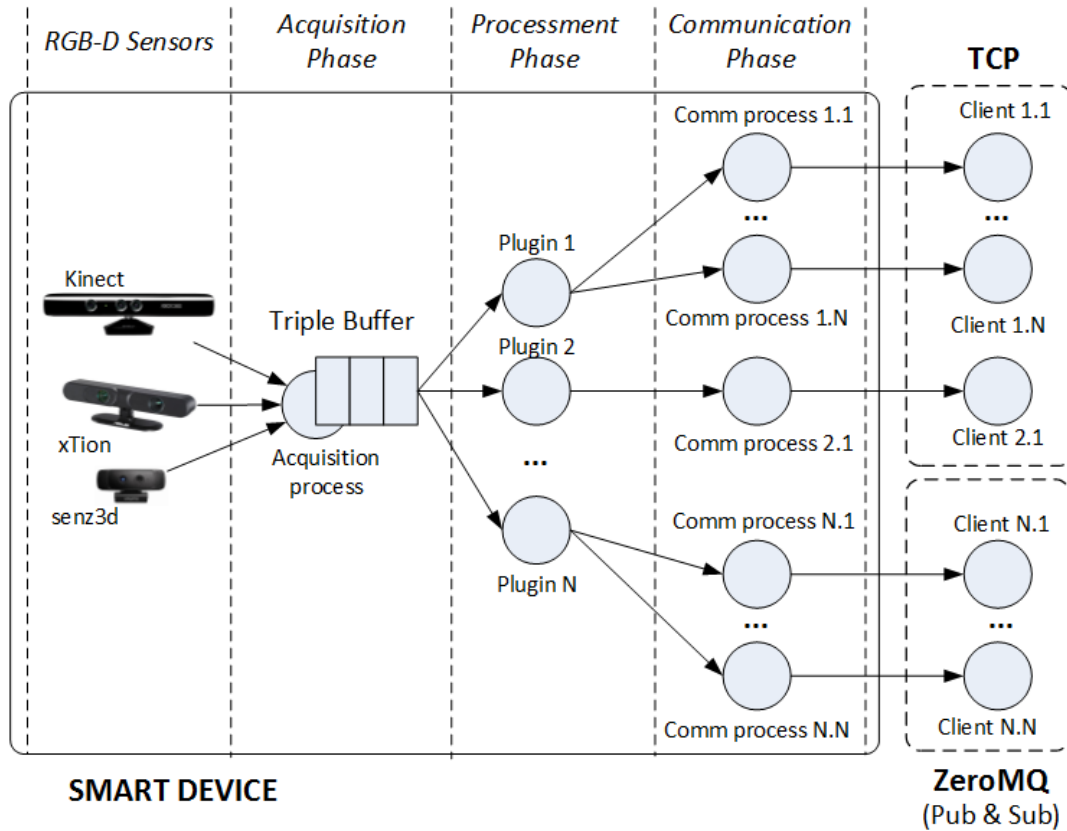 RGB-D Sensors
Acquisition
Phase
Processment
Phase
Communication
Phase
TCP
Comm process 1.1
Client 1.1
...
...
Plugin 1
Kinect
Comm process 1.N
Client 1.N
Triple Buffer
Plugin 2
xTion
Acquisition
process
Comm process 2.1
Client 2.1
...
senz3d
Comm process N.1
Client N.1
Plugin N
...
...
Comm process N.N
Client N.N
SMART DEVICE
ZeroMQ
(Pub & Sub)